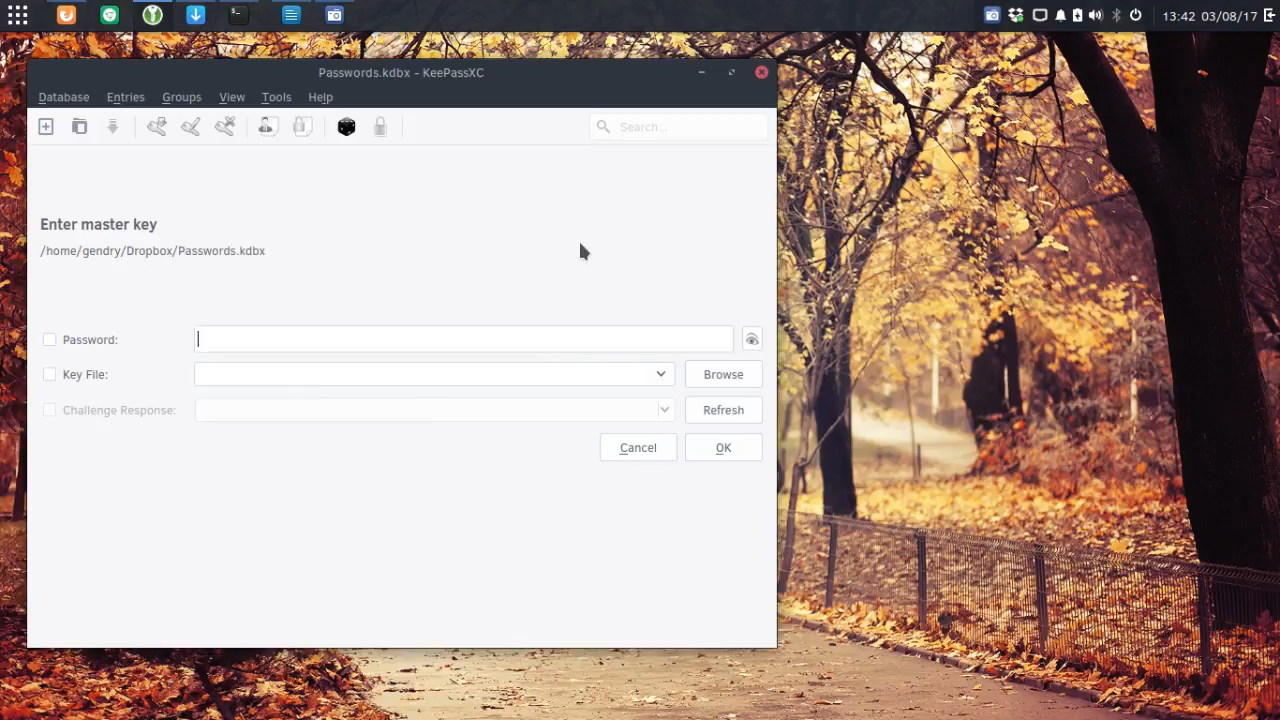 13:42 03/08/17
Passwords.kdbx - KeePassXC
Database Entries Groups View Tools Help
Search...
Enter master key
/home/gendry/Dropbox/Passwords.kdbx
Password:
Key File:
Browse
Challenge Response:
Refresh
Cancel
OK